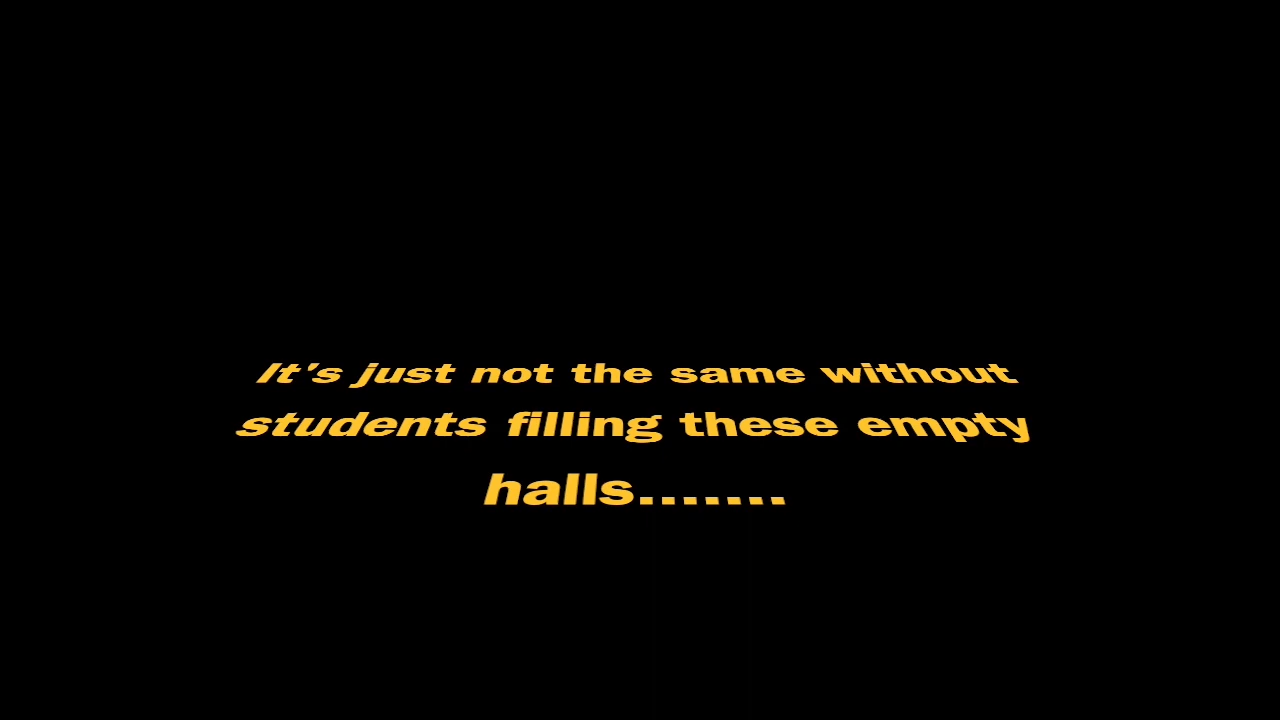 It's just not the same without
students filling these empty
halls.......